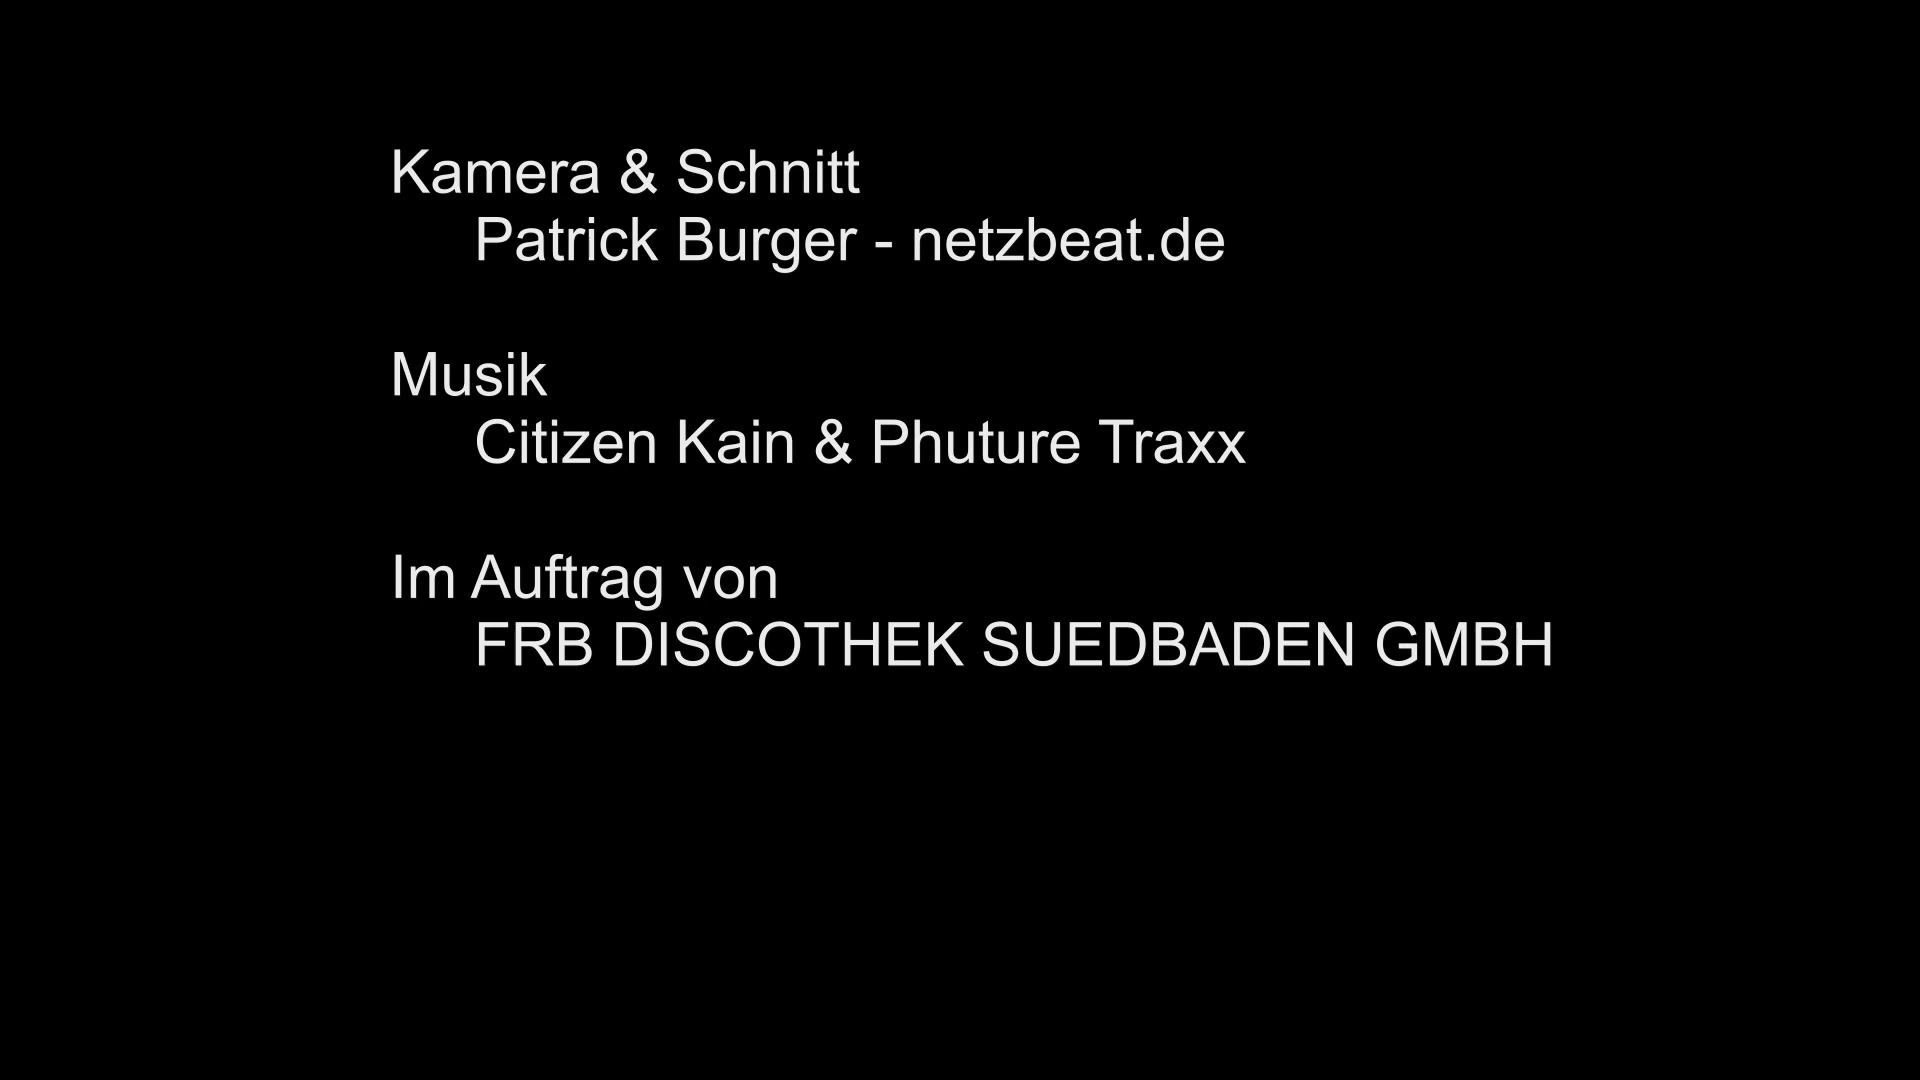 Kamera & Schnitt
Patrick Burger - netzbeat.de
Musik
Citizen Kain & Phuture Traxx
Im Auftrag von
FRB DISCOTHEK SUEDBADEN GMBH